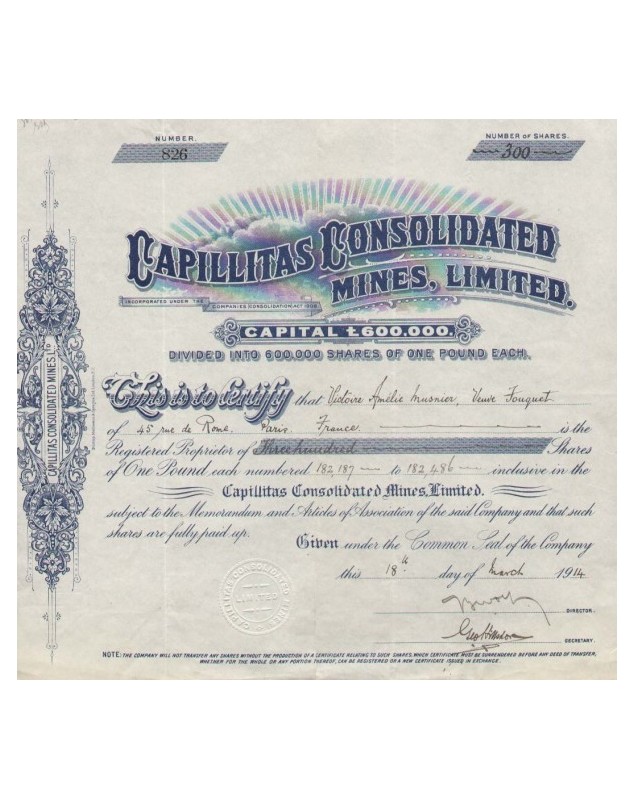 NUMBER.
826
NUMBER OF SHARES.
300
CAPILLITAS CONSOLIDATED
MINES, LIMITED.
INCORPORATED UNDER THE COMPANIES (CONSOLIDATION) ACT 1908
CAPITAL £600,000.
DIVIDED INTO 600,000 SHARES OF ONE POUND EACH.
This is to Certify that Victoire Amélie Musnier, Veuve Fouquet
of 45 rue de Rome. Paris. France. is the
Registered Proprietor of Three hundred Shares
of One Pound each numbered 182,187 to 182,486 inclusive in the
Capillitas Consolidated Mines, Limited.
subject to the Memorandum and Articles of Association of the said Company and that such
shares are fully paid up.
Given under the Common Seal of the Company
this 18th day of March 1914
DIRECTOR.
SECRETARY.
NOTE: THE COMPANY WILL NOT TRANSFER ANY SHARES WITHOUT THE PRODUCTION OF A CERTIFICATE RELATING TO SUCH SHARES, WHICH CERTIFICATE MUST BE SURRENDERED BEFORE ANY DEED OF TRANSFER,
WHETHER FOR THE WHOLE OR ANY PORTION THEREOF, CAN BE REGISTERED OR A NEW CERTIFICATE ISSUED IN EXCHANGE.
CAPILLITAS CONSOLIDATED MINES, LTD.
CAPILLITAS CONSOLIDATED MINES
LIMITED